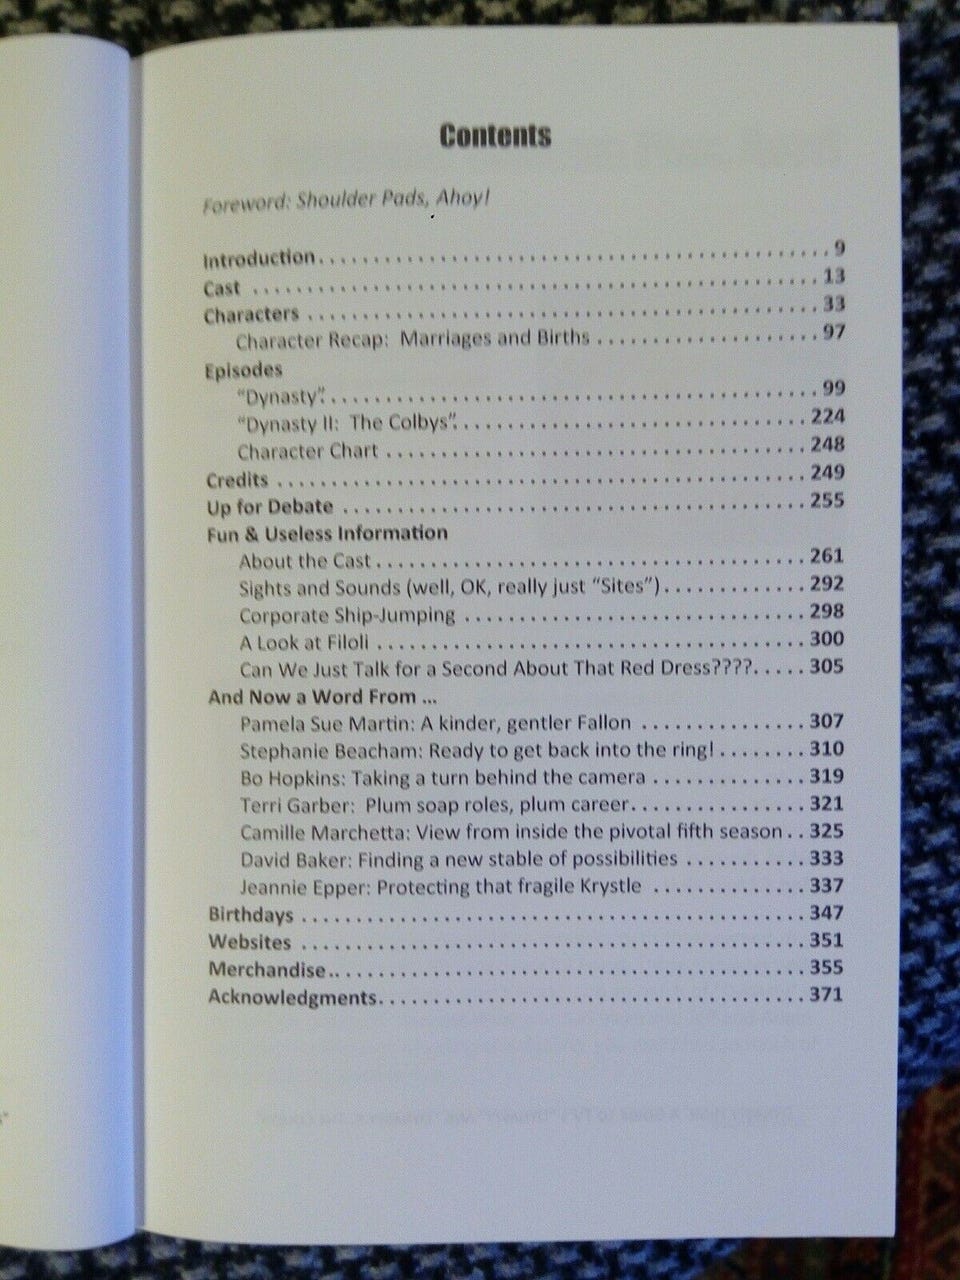 Contents
Foreword: Shoulder Pads, Ahoy!
Introduction . . . . . . . . . . . . . . . . . . . . . . . . . . . . . . . . . . . . . . . 9
Cast . . . . . . . . . . . . . . . . . . . . . . . . . . . . . . . . . . . . . . . . . . . 13
Characters . . . . . . . . . . . . . . . . . . . . . . . . . . . . . . . . . . . . . . . 33
Character Recap: Marriages and Births . . . . . . . . . . . . . . . . . 97
Episodes
"Dynasty". . . . . . . . . . . . . . . . . . . . . . . . . . . . . . . . . . . . . . 99
"Dynasty II: The Colbys". . . . . . . . . . . . . . . . . . . . . . . . . . 224
Character Chart . . . . . . . . . . . . . . . . . . . . . . . . . . . . . . . 248
Credits . . . . . . . . . . . . . . . . . . . . . . . . . . . . . . . . . . . . . . . 249
Up for Debate . . . . . . . . . . . . . . . . . . . . . . . . . . . . . . . . . . 255
Fun & Useless Information
About the Cast . . . . . . . . . . . . . . . . . . . . . . . . . . . . . . . . 261
Sights and Sounds (well, OK, really just "Sites") . . . . . . . . . . . 292
Corporate Ship-Jumping . . . . . . . . . . . . . . . . . . . . . . . . . 298
A Look at Filoli . . . . . . . . . . . . . . . . . . . . . . . . . . . . . . . . 300
Can We Just Talk for a Second About That Red Dress????. . . . . 305
And Now a Word From ...
Pamela Sue Martin: A kinder, gentler Fallon . . . . . . . . . . . . 307
Stephanie Beacham: Ready to get back into the ring! . . . . . . . 310
Bo Hopkins: Taking a turn behind the camera . . . . . . . . . . . 319
Terri Garber: Plum soap roles, plum career. . . . . . . . . . . . . 321
Camille Marchetta: View from inside the pivotal fifth season . . 325
David Baker: Finding a new stable of possibilities . . . . . . . . . 333
Jeannie Epper: Protecting that fragile Krystle . . . . . . . . . . . 337
Birthdays . . . . . . . . . . . . . . . . . . . . . . . . . . . . . . . . . . . . . 347
Websites . . . . . . . . . . . . . . . . . . . . . . . . . . . . . . . . . . . . . 351
Merchandise . . . . . . . . . . . . . . . . . . . . . . . . . . . . . . . . . . . 355
Acknowledgments. . . . . . . . . . . . . . . . . . . . . . . . . . . . . . . 371